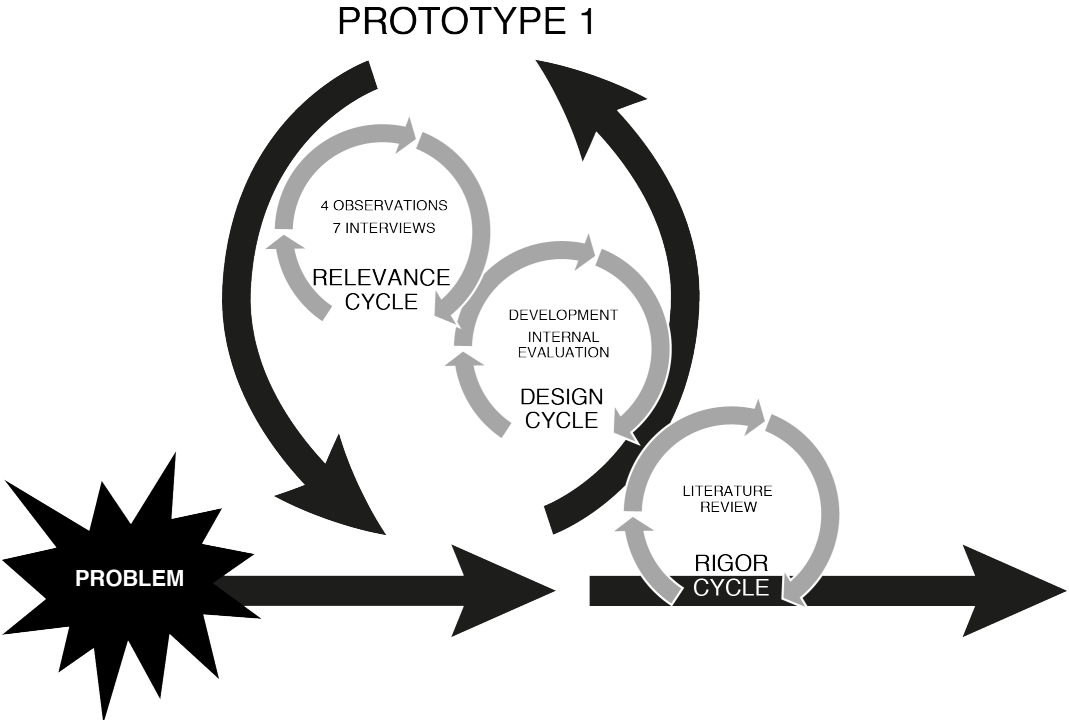 PROTOTYPE 1
4 OBSERVATIONS
7 INTERVIEWS
RELEVANCE
CYCLE
DEVELOPMENT
INTERNAL
EVALUATION
DESIGN
CYCLE
LITERATURE
REVIEW
RIGOR
CYCLE
PROBLEM